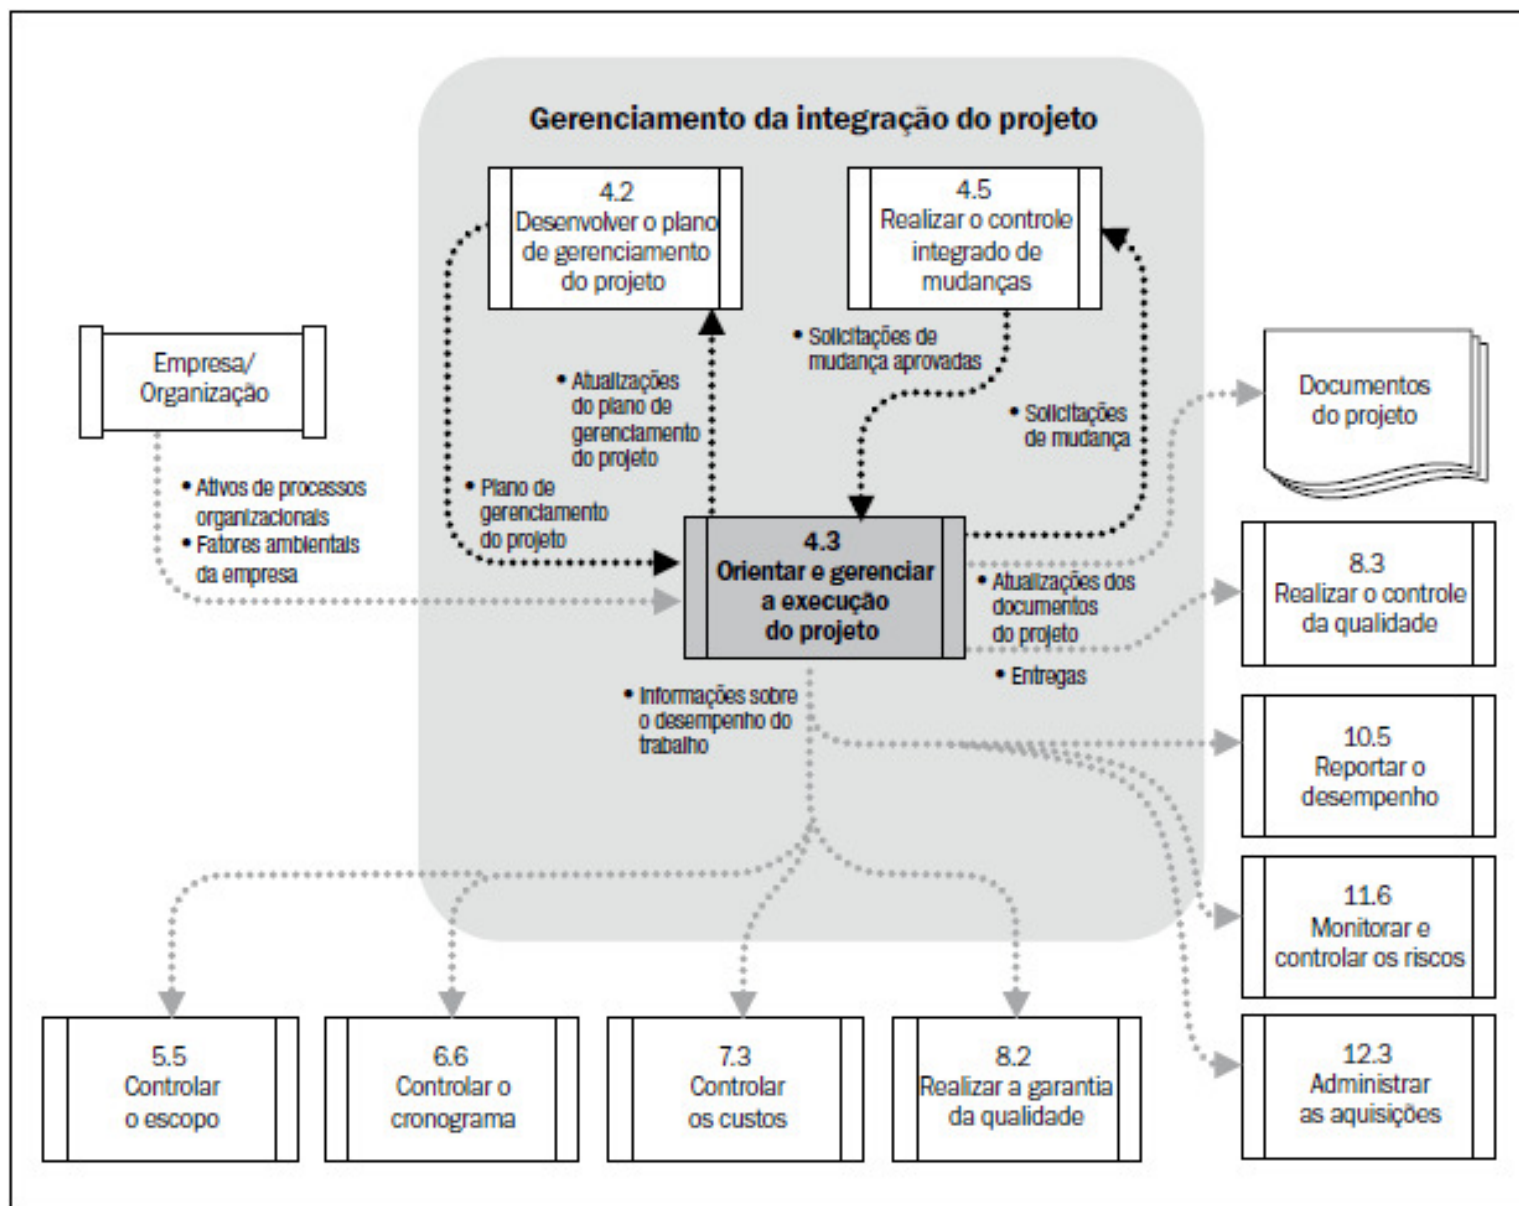 Gerenciamento da integração do projeto
4.2
Desenvolver o plano
de gerenciamento
do projeto
4.5
Realizar o controle
integrado de
mudanças
Empresa/
Organização
• Solicitações de
mudança aprovadas
• Atualizações
do plano de
gerenciamento
do projeto
• Solicitações
de mudança
Documentos
do projeto
• Ativos de processos
organizacionais
• Fatores ambientais
da empresa
• Plano de
gerenciamento
do projeto
4.3
Orientar e gerenciar
a execução
do projeto
• Atualizações dos
documentos
do projeto
• Entregas
8.3
Realizar o controle
da qualidade
• Informações sobre
o desempenho do
trabalho
10.5
Reportar o
desempenho
11.6
Monitorar e
controlar os riscos
5.5
Controlar
o escopo
6.6
Controlar o
cronograma
7.3
Controlar
os custos
8.2
Realizar a garantia
da qualidade
12.3
Administrar
as aquisições